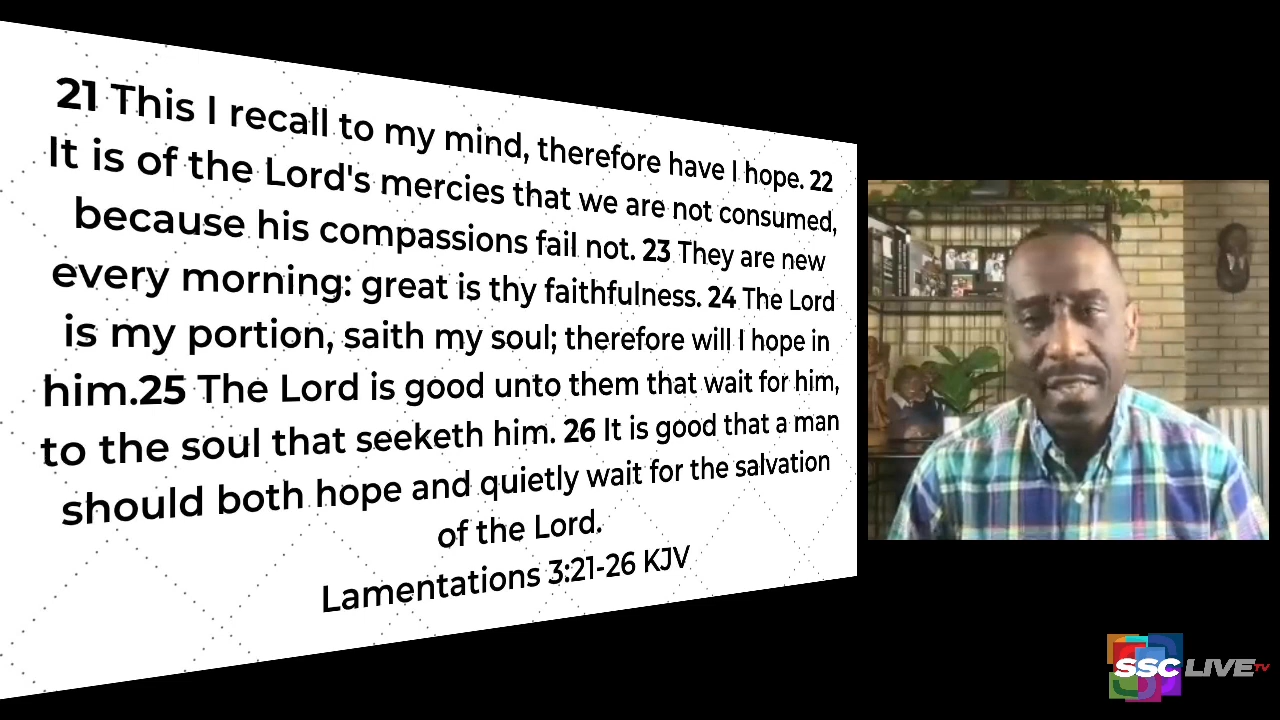 21 This I recall to my mind, therefore have I hope. 22
It is of the Lord's mercies that we are not consumed,
because his compassions fail not. 23 They are new
every morning: great is thy faithfulness. 24 The Lord
is my portion, saith my soul; therefore will I hope in
him.25 The Lord is good unto them that wait for him,
to the soul that seeketh him. 26 It is good that a man
should both hope and quietly wait for the salvation
of the Lord.
Lamentations 3:21-26 KJV
SSC LIVE TV